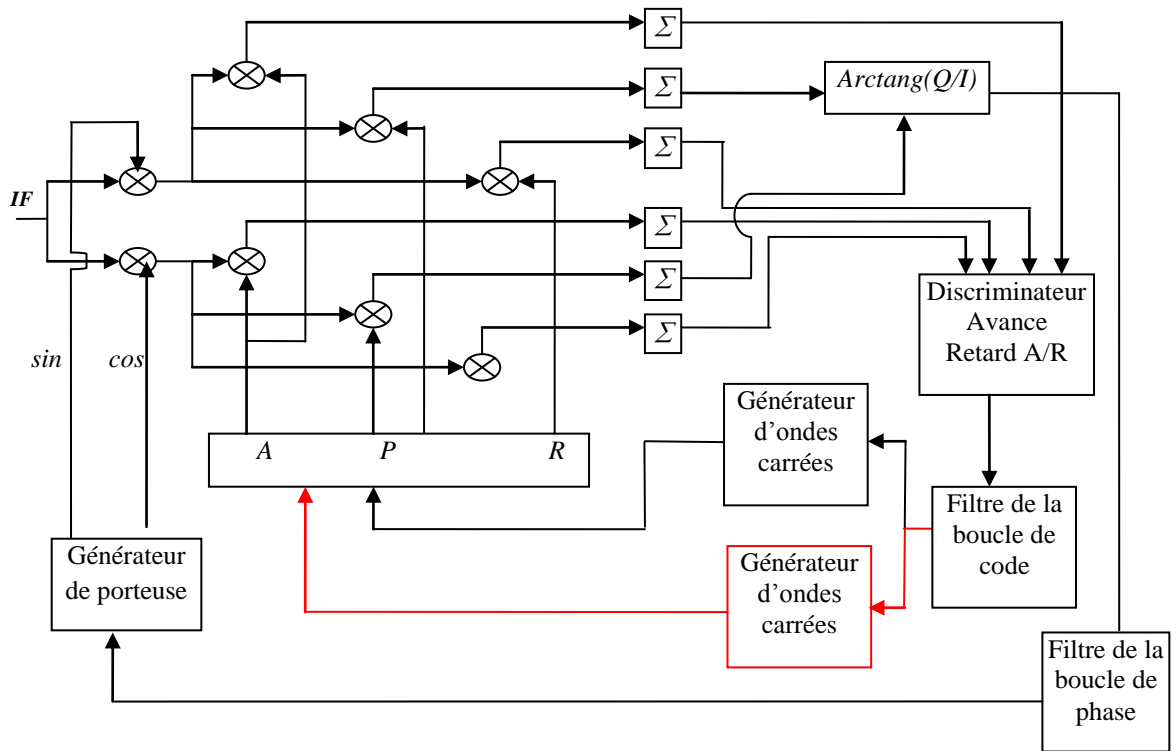 Σ
Σ
Arctang(Q/I)
Σ
IF
Σ
Σ
Σ
Discriminateur
Avance
Retard A/R
sin
cos
Générateur
d’ondes
carrées
A
P
R
Filtre de la
boucle de
code
Générateur
de porteuse
Générateur
d’ondes
carrées
Filtre de la
boucle de
phase